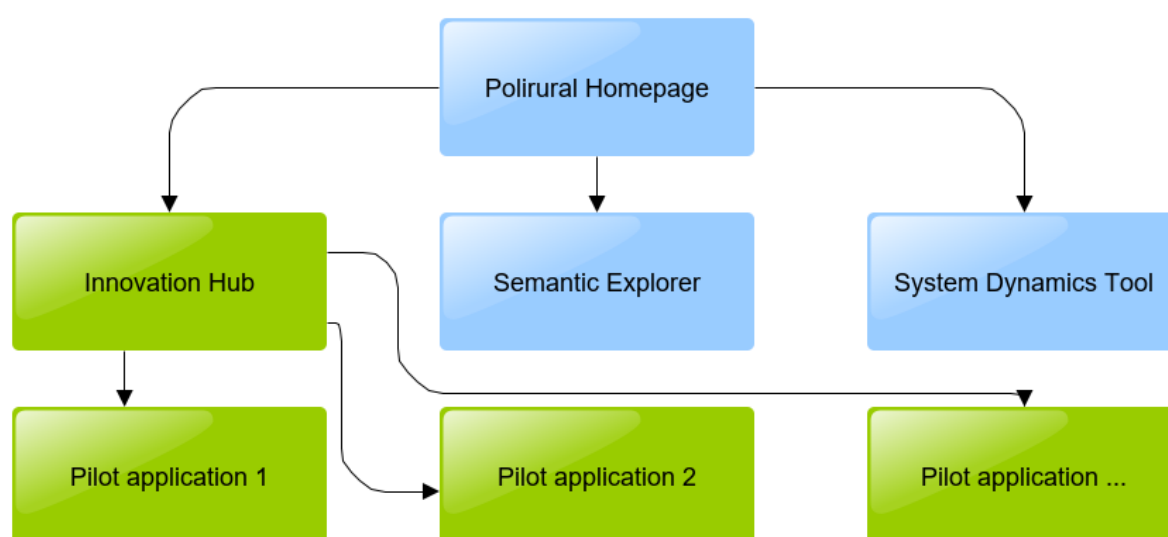 Polirural Homepage
Innovation Hub
Semantic Explorer
System Dynamics Tool
Pilot application 1
Pilot application 2
Pilot application ...